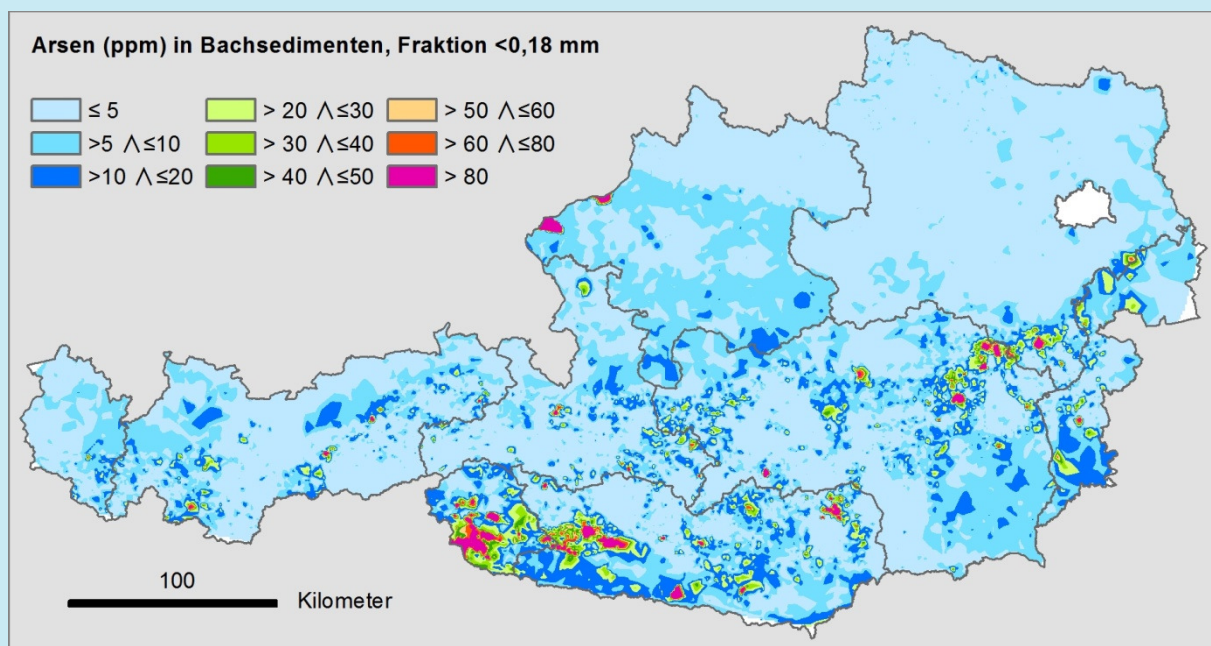 Arsen (ppm) in Bachsedimenten, Fraktion <0,18 mm
≤ 5 > 20 ∧≤30 > 50 ∧≤60
>5 ∧≤10 > 30 ∧≤40 > 60 ∧≤80
>10 ∧≤20 > 40 ∧≤50 > 80
100
Kilometer